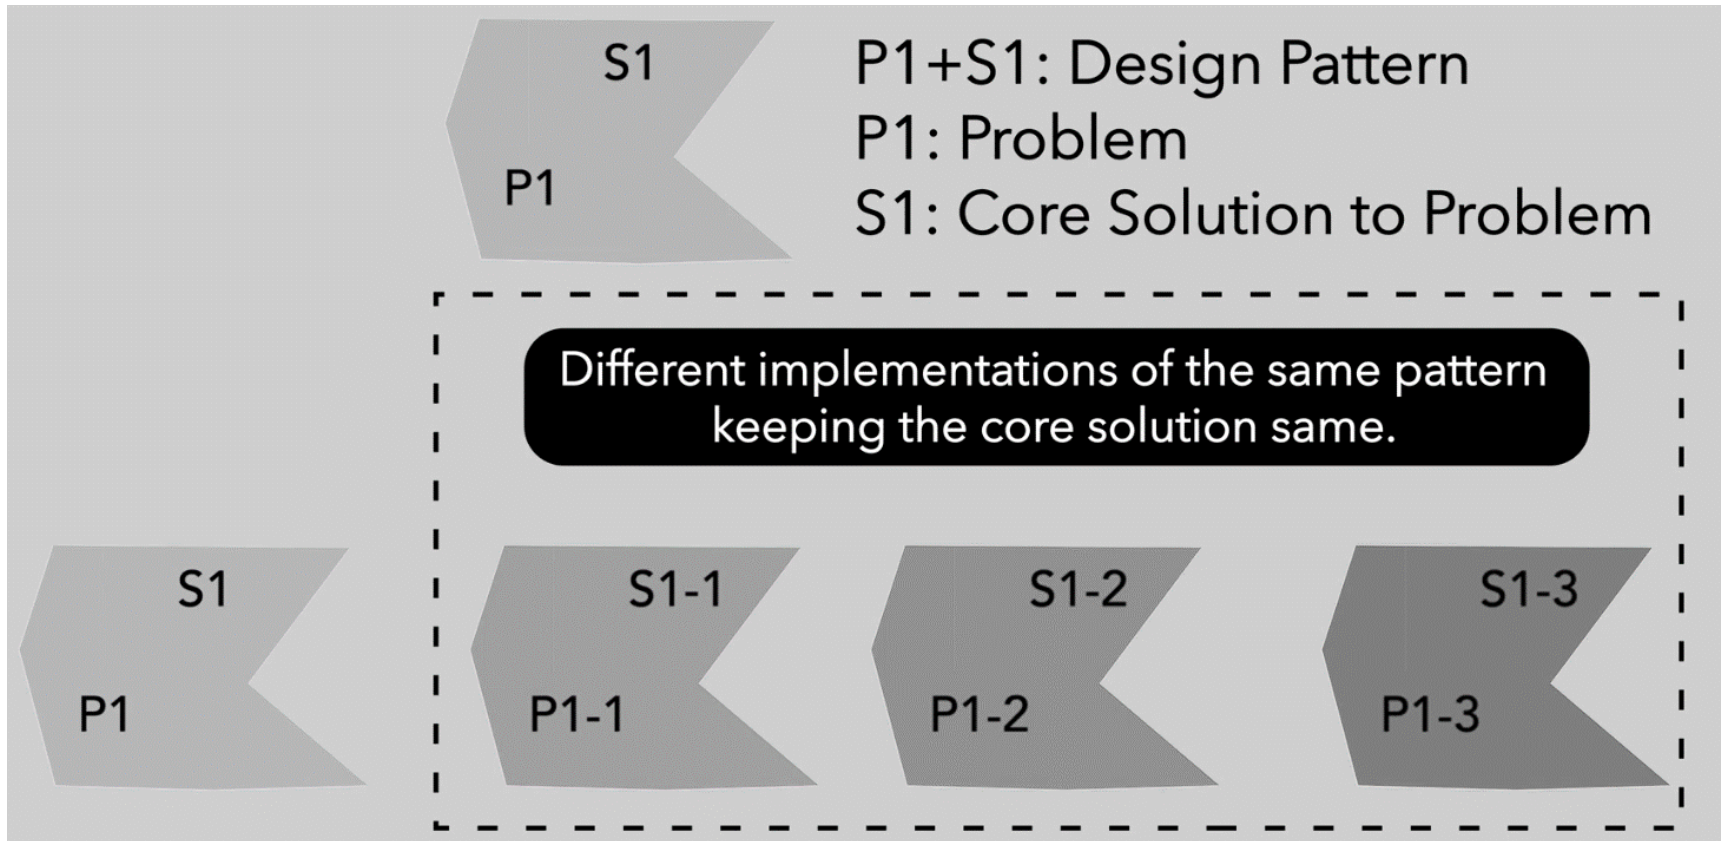 S1
P1
P1+S1: Design Pattern
P1: Problem
S1: Core Solution to Problem
Different implementations of the same pattern
keeping the core solution same.
S1
P1
S1-1
P1-1
S1-2
P1-2
S1-3
P1-3